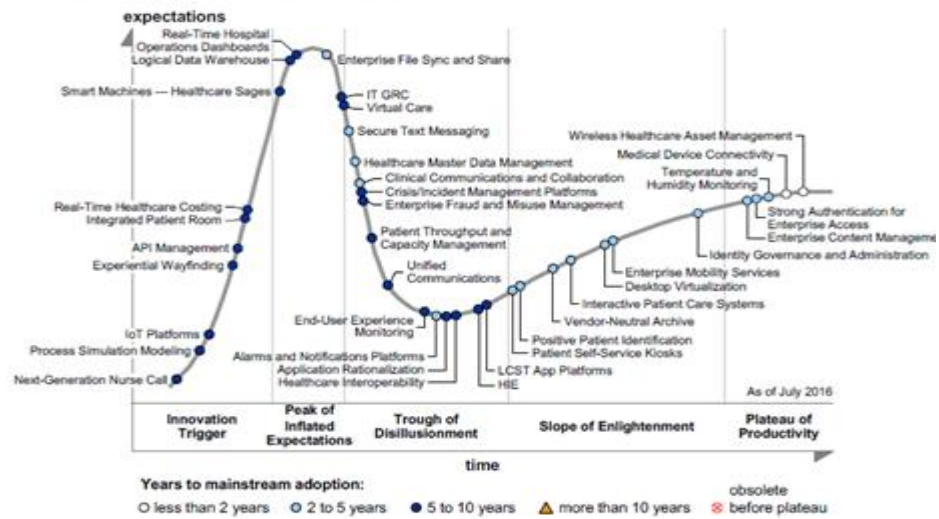 expectations
Real-Time Hospital
Operations Dashboards
Logical Data Warehouse
Enterprise File Sync and Share
Smart Machines — Healthcare Sages
IT GRC
Virtual Care
Secure Text Messaging
Wireless Healthcare Asset Management
Medical Device Connectivity
Healthcare Master Data Management
Temperature and
Humidity Monitoring
Clinical Communications and Collaboration
Crisis/Incident Management Platforms
Enterprise Fraud and Misuse Management
Real-Time Healthcare Costing
Integrated Patient Room
Strong Authentication for
Enterprise Access
Patient Throughput and
Capacity Management
Enterprise Content Manageme
API Management
Identity Governance and Administration
Experiential Wayfinding
Unified
Communications
Enterprise Mobility Services
Desktop Virtualization
Interactive Patient Care Systems
End-User Experience
Monitoring
Vendor-Neutral Archive
IoT Platforms
Positive Patient Identification
Process Simulation Modeling
Alarms and Notifications Platforms
Patient Self-Service Kiosks
Application Rationalization
LCST App Platforms
Next-Generation Nurse Call
Healthcare Interoperability
HIE
As of July 2016
Innovation
Trigger
Peak of
Inflated
Expectations
Trough of
Disillusionment
Slope of Enlightenment
Plateau of
Productivity
time
Years to mainstream adoption:
less than 2 years
2 to 5 years
5 to 10 years
more than 10 years
obsolete
before plateau